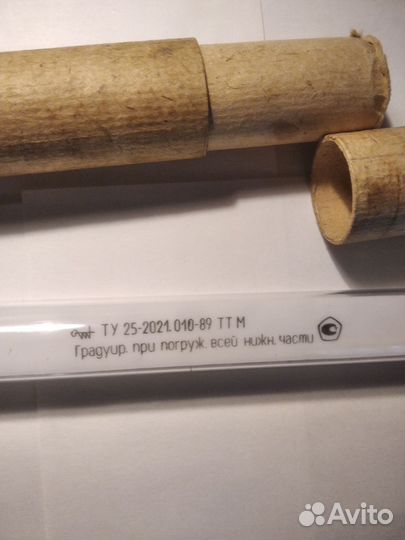 ТУ 25-2021.010-89 ТТ М
Градуир. при погруж. всей нижн. части
Avito